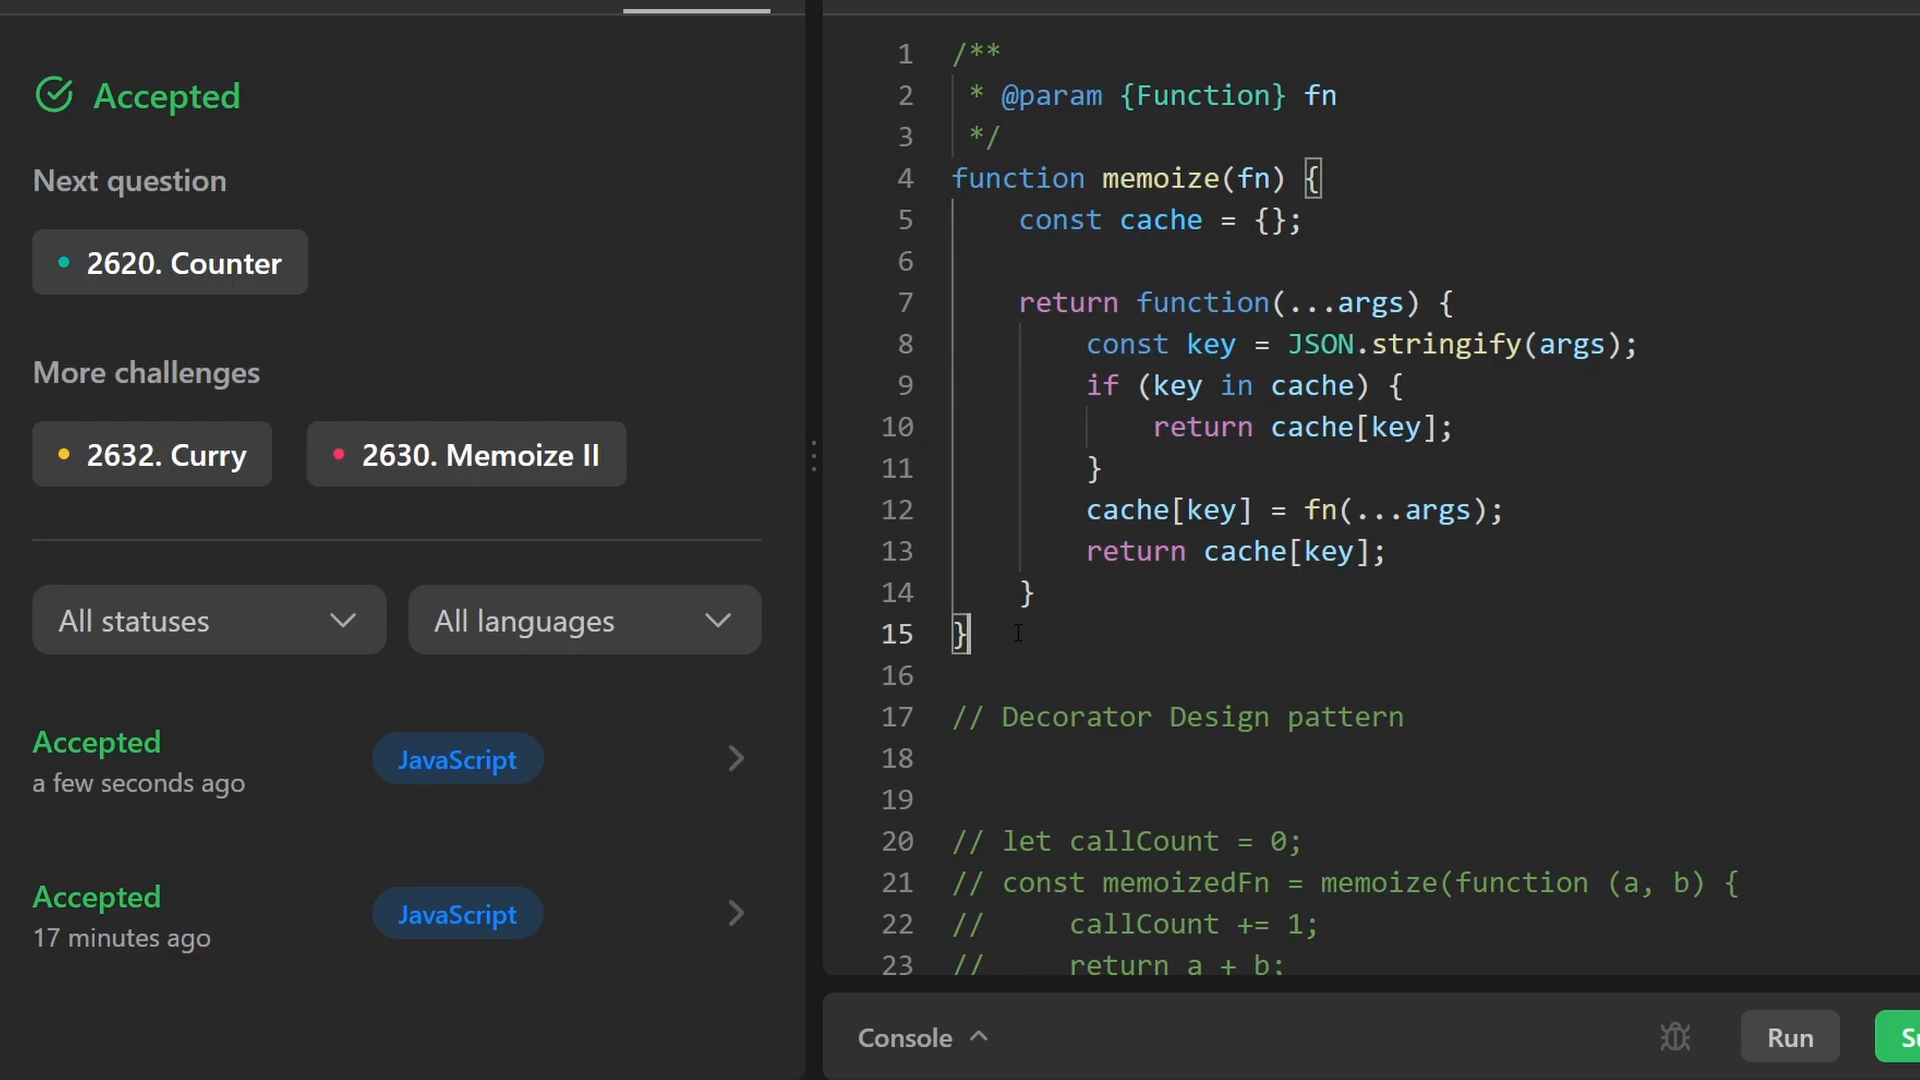 Accepted
Next question
2620. Counter
More challenges
2632. Curry
2630. Memoize II
All statuses
All languages
Accepted
JavaScript
a few seconds ago
Accepted
JavaScript
17 minutes ago
1 /**
2 * @param {Function} fn
3 */
4 function memoize(fn) {
5 const cache = {};
6
7 return function(...args) {
8 const key = JSON.stringify(args);
9 if (key in cache) {
10 return cache[key];
11 }
12 cache[key] = fn(...args);
13 return cache[key];
14 }
15 }
16
17 // Decorator Design pattern
18
19
20 // let callCount = 0;
21 // const memoizedFn = memoize(function (a, b) {
22 // callCount += 1;
23 // return a + b;
Console
Run
Su